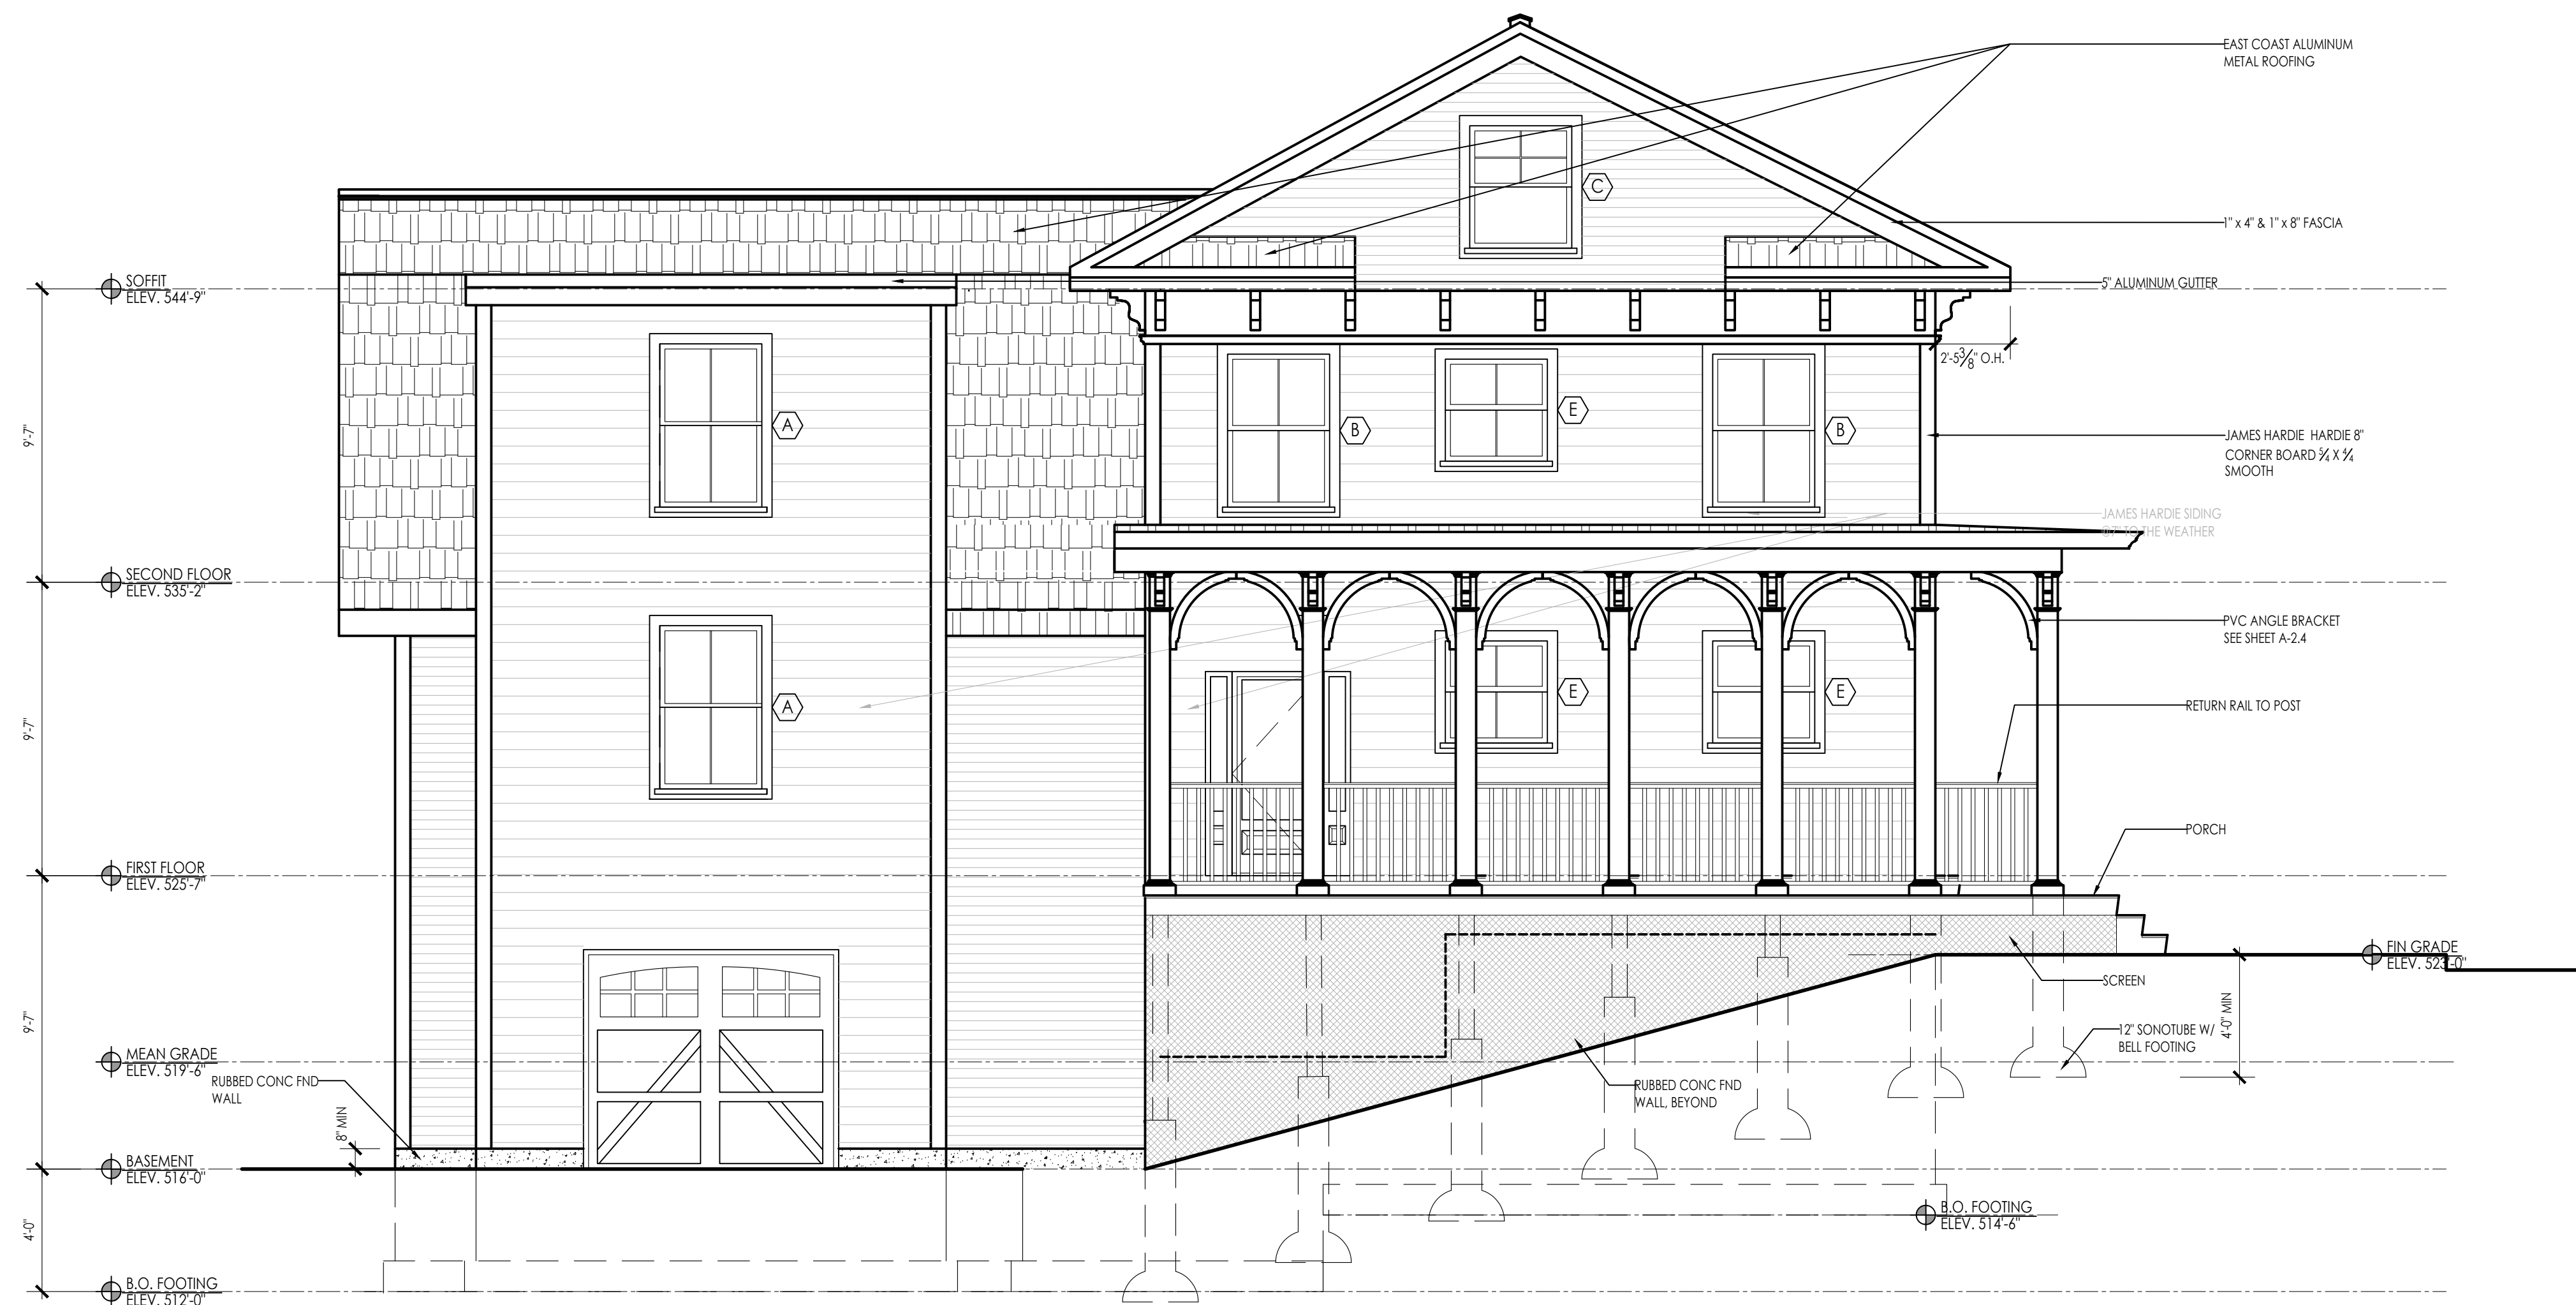 EAST COAST ALUMINUM
METAL ROOFING
C
1" x 4" & 1" x 8" FASCIA
SOFFIT
ELEV. 544'-9"
5" ALUMINUM GUTTER
2'-5 3/8" O.H.
A
B
E
B
JAMES HARDIE HARDIE 8"
CORNER BOARD 5/4 X 4/4
SMOOTH
9'-7"
JAMES HARDIE SIDING
@7" TO THE WEATHER
SECOND FLOOR
ELEV. 535'-2"
PVC ANGLE BRACKET
SEE SHEET A-2.4
A
E
E
RETURN RAIL TO POST
9'-7"
PORCH
FIRST FLOOR
ELEV. 525'-7"
FIN GRADE
ELEV. 523'-0"
SCREEN
9'-7"
4'-0" MIN
12" SONOTUBE W/
BELL FOOTING
MEAN GRADE
ELEV. 519'-6"
RUBBED CONC FND
WALL
RUBBED CONC FND
WALL, BEYOND
8" MIN
BASEMENT
ELEV. 516'-0"
B.O. FOOTING
ELEV. 514'-6"
4'-0"
B.O. FOOTING
ELEV. 512'-0"